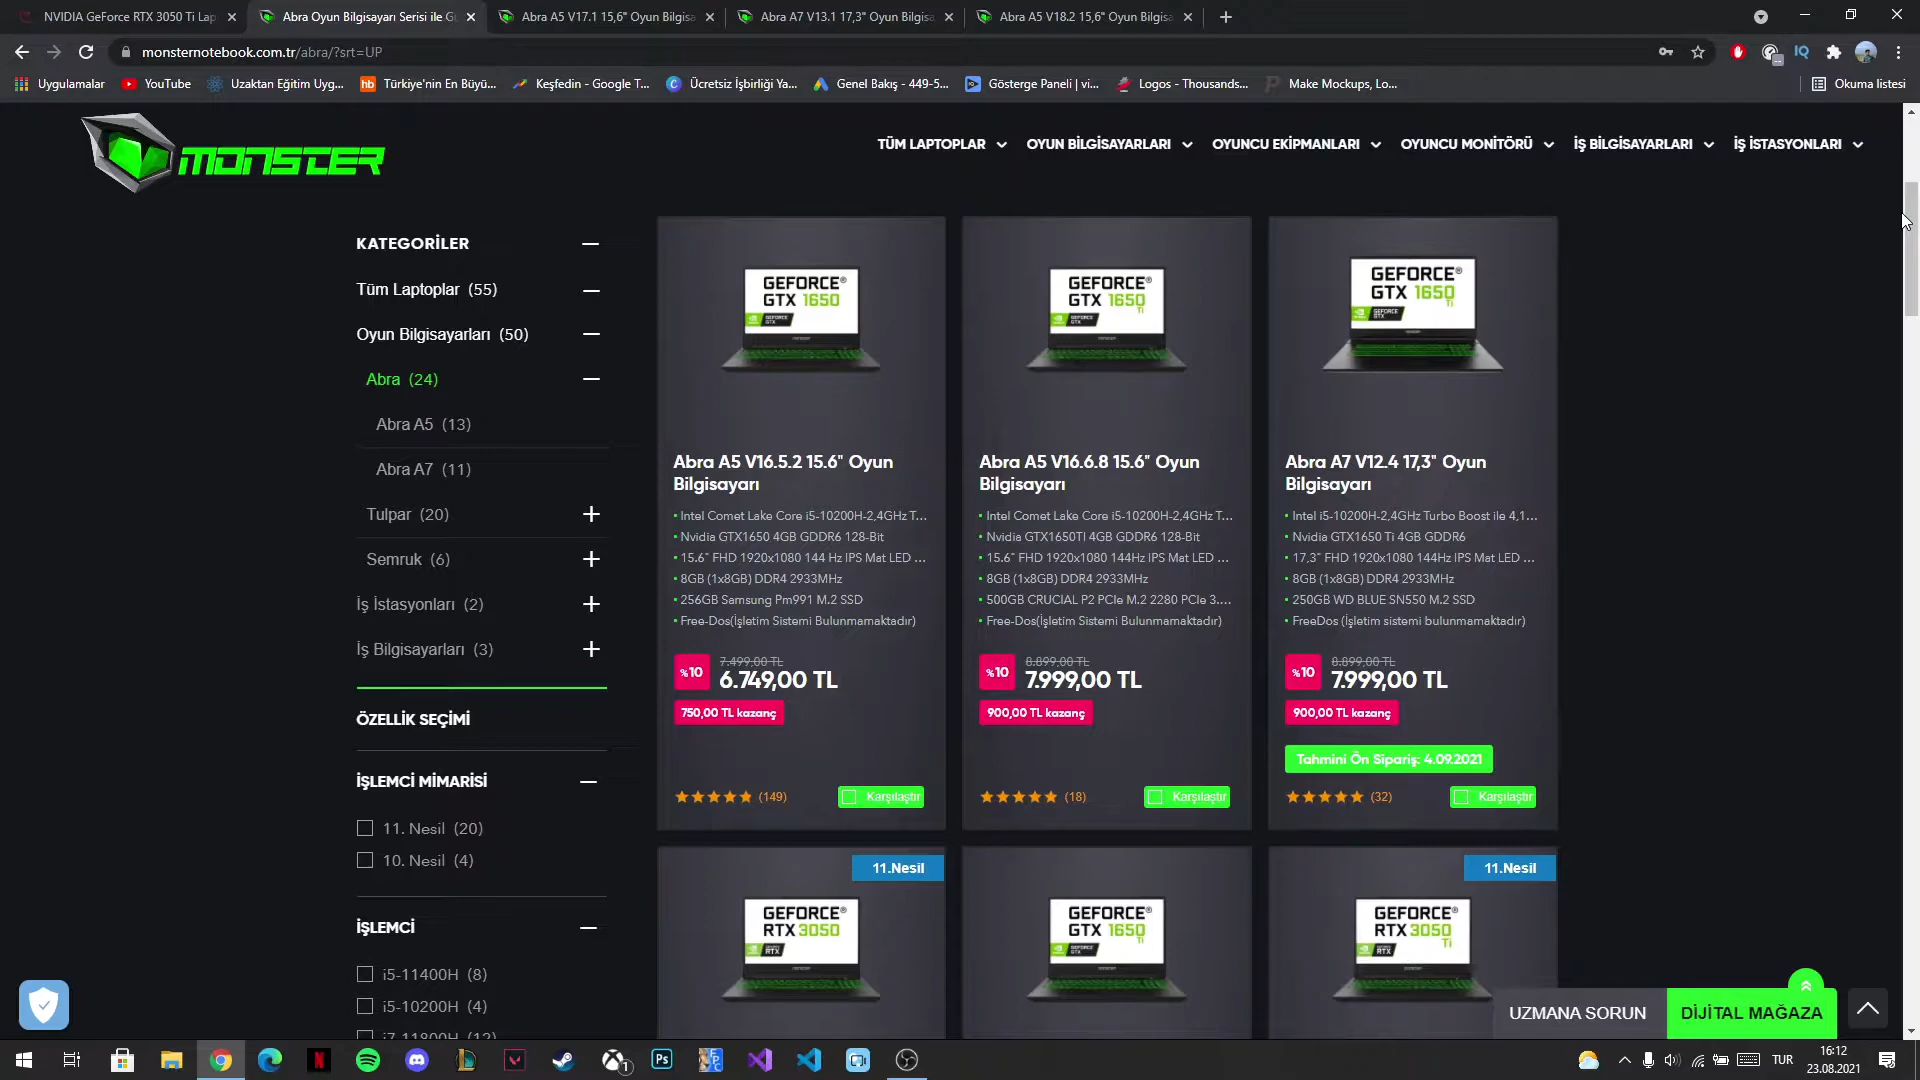 NVIDIA GeForce RTX 3050 Ti Lap
Abra Oyun Bilgisayarı Serisi ile G
Abra A5 V17.1 15,6" Oyun Bilgisa
Abra A7 V13.1 17,3" Oyun Bilgisa
Abra A5 V18.2 15,6" Oyun Bilgisa
monsternotebook.com.tr/abra/?srt=UP
Uygulamalar
YouTube
Uzaktan Eğitim Uyg...
hb
Türkiye'nin En Büyü...
Keşfedin - Google T...
Ücretsiz İşbirliği Ya...
Genel Bakış - 449-5...
Gösterge Paneli | vi...
Logos - Thousands...
Make Mockups, Lo...
Okuma listesi
MONSTER
TÜM LAPTOPLAR
OYUN BİLGİSAYARLARI
OYUNCU EKİPMANLARI
OYUNCU MONİTÖRÜ
İŞ BİLGİSAYARLARI
İŞ İSTASYONLARI
KATEGORİLER
Tüm Laptoplar (55)
Oyun Bilgisayarları (50)
Abra (24)
Abra A5 (13)
Abra A7 (11)
Tulpar (20)
Semruk (6)
İş İstasyonları (2)
İş Bilgisayarları (3)
ÖZELLİK SEÇİMİ
İŞLEMCİ MİMARİSİ
11. Nesil (20)
10. Nesil (4)
İŞLEMCİ
i5-11400H (8)
i5-10200H (4)
i7-11800H (12)
GEFORCE®
GTX 1650
Abra A5 V16.5.2 15.6" Oyun
Bilgisayarı
• Intel Comet Lake Core i5-10200H-2,4GHz T...
• Nvidia GTX1650 4GB GDDR6 128-Bit
• 15.6" FHD 1920x1080 144 Hz IPS Mat LED ...
• 8GB (1x8GB) DDR4 2933MHz
• 256GB Samsung Pm991 M.2 SSD
• Free-Dos(İşletim Sistemi Bulunmamaktadır)
%10
7.499,00 TL
6.749,00 TL
750,00 TL kazanç
(149)
Karşılaştır
GEFORCE®
GTX 1650
Ti
Abra A5 V16.6.8 15.6" Oyun
Bilgisayarı
• Intel Comet Lake Core i5-10200H-2,4GHz T...
• Nvidia GTX1650TI 4GB GDDR6 128-Bit
• 15.6" FHD 1920x1080 144Hz IPS Mat LED ...
• 8GB (1x8GB) DDR4 2933MHz
• 500GB CRUCIAL P2 PCIe M.2 2280 PCIe 3....
• Free-Dos(İşletim Sistemi Bulunmamaktadır)
%10
8.899,00 TL
7.999,00 TL
900,00 TL kazanç
(18)
Karşılaştır
GEFORCE®
GTX 1650
Ti
Abra A7 V12.4 17,3" Oyun
Bilgisayarı
• Intel i5-10200H-2,4GHz Turbo Boost ile 4,1...
• Nvidia GTX1650 Ti 4GB GDDR6
• 17,3" FHD 1920x1080 144Hz IPS Mat LED ...
• 8GB (1x8GB) DDR4 2933MHz
• 250GB WD BLUE SN550 M.2 SSD
• FreeDos (İşletim sistemi bulunmamaktadır)
%10
8.899,00 TL
7.999,00 TL
900,00 TL kazanç
Tahmini Ön Sipariş: 4.09.2021
(32)
Karşılaştır
11.Nesil
GEFORCE®
RTX 3050
GEFORCE®
GTX 1650
Ti
11.Nesil
GEFORCE®
RTX 3050
Ti
UZMANA SORUN
DİJİTAL MAĞAZA
TUR
16:12
23.08.2021